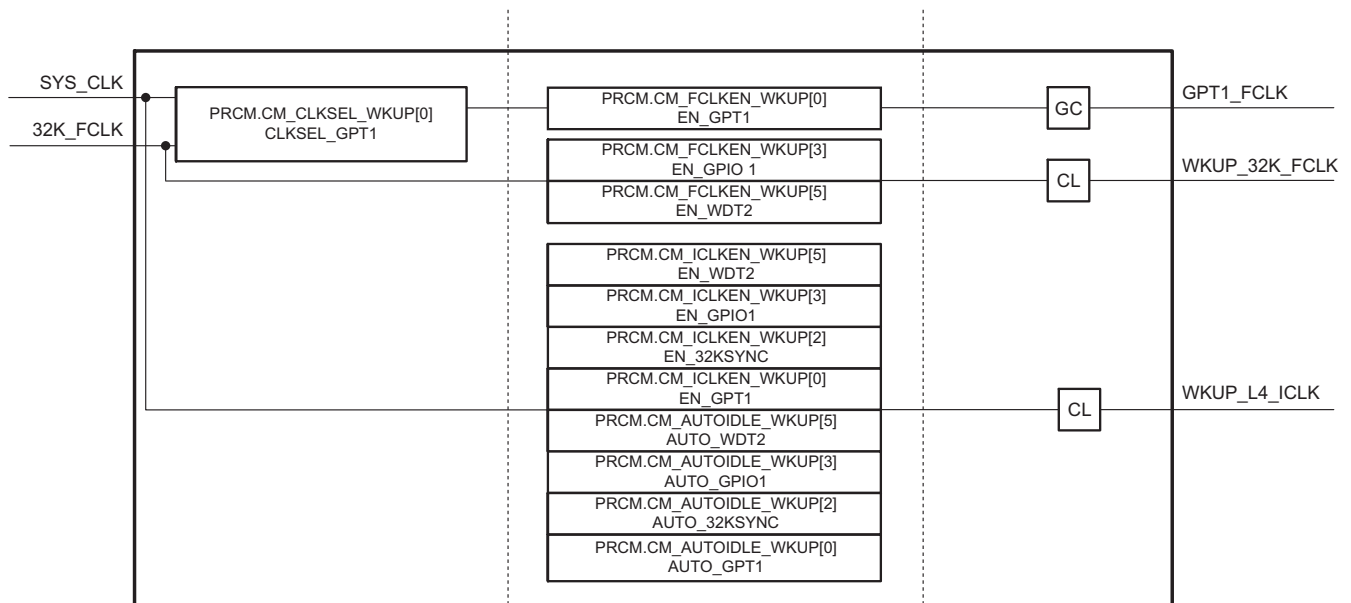 SYS_CLK
32K_FCLK
PRCM.CM_CLKSEL_WKUP[0]
CLKSEL_GPT1
PRCM.CM_FCLKEN_WKUP[0]
EN_GPT1
GC
GPT1_FCLK
PRCM.CM_FCLKEN_WKUP[3]
EN_GPIO 1
PRCM.CM_FCLKEN_WKUP[5]
EN_WDT2
CL
WKUP_32K_FCLK
PRCM.CM_ICLKEN_WKUP[5]
EN_WDT2
PRCM.CM_ICLKEN_WKUP[3]
EN_GPIO1
PRCM.CM_ICLKEN_WKUP[2]
EN_32KSYNC
PRCM.CM_ICLKEN_WKUP[0]
EN_GPT1
PRCM.CM_AUTOIDLE_WKUP[5]
AUTO_WDT2
PRCM.CM_AUTOIDLE_WKUP[3]
AUTO_GPIO1
PRCM.CM_AUTOIDLE_WKUP[2]
AUTO_32KSYNC
PRCM.CM_AUTOIDLE_WKUP[0]
AUTO_GPT1
CL
WKUP_L4_ICLK